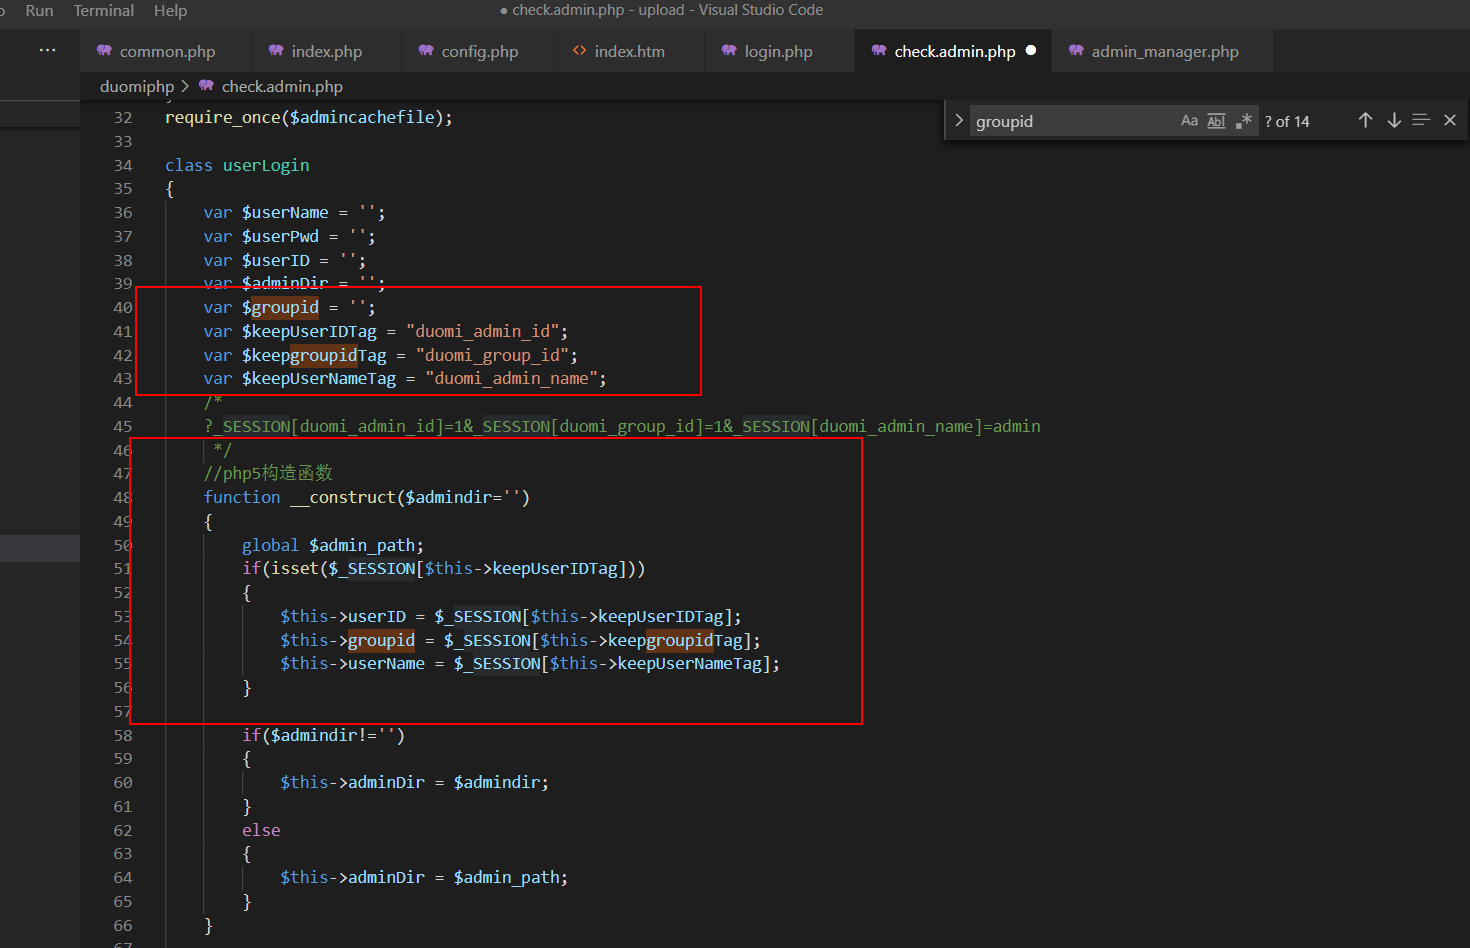 Run Terminal Help
● check.admin.php - upload - Visual Studio Code
··· common.php index.php config.php <> index.htm login.php check.admin.php ● admin_manager.php
duomiphp > check.admin.php
groupid Aa Abl .* ? of 14
32 require_once($admincachefile);
33
34 class userLogin
35 {
36 var $userName = '';
37 var $userPwd = '';
38 var $userID = '';
39 var $adminDir = '';
40 var $groupid = '';
41 var $keepUserIDTag = "duomi_admin_id";
42 var $keepgroupidTag = "duomi_group_id";
43 var $keepUserNameTag = "duomi_admin_name";
44 /*
45 ?_SESSION[duomi_admin_id]=1&_SESSION[duomi_group_id]=1&_SESSION[duomi_admin_name]=admin
46 */
47 //php5构造函数
48 function __construct($admindir='')
49 {
50 global $admin_path;
51 if(isset($_SESSION[$this->keepUserIDTag]))
52 {
53 $this->userID = $_SESSION[$this->keepUserIDTag];
54 $this->groupid = $_SESSION[$this->keepgroupidTag];
55 $this->userName = $_SESSION[$this->keepUserNameTag];
56 }
57
58 if($admindir!='')
59 {
60 $this->adminDir = $admindir;
61 }
62 else
63 {
64 $this->adminDir = $admin_path;
65 }
66 }
67